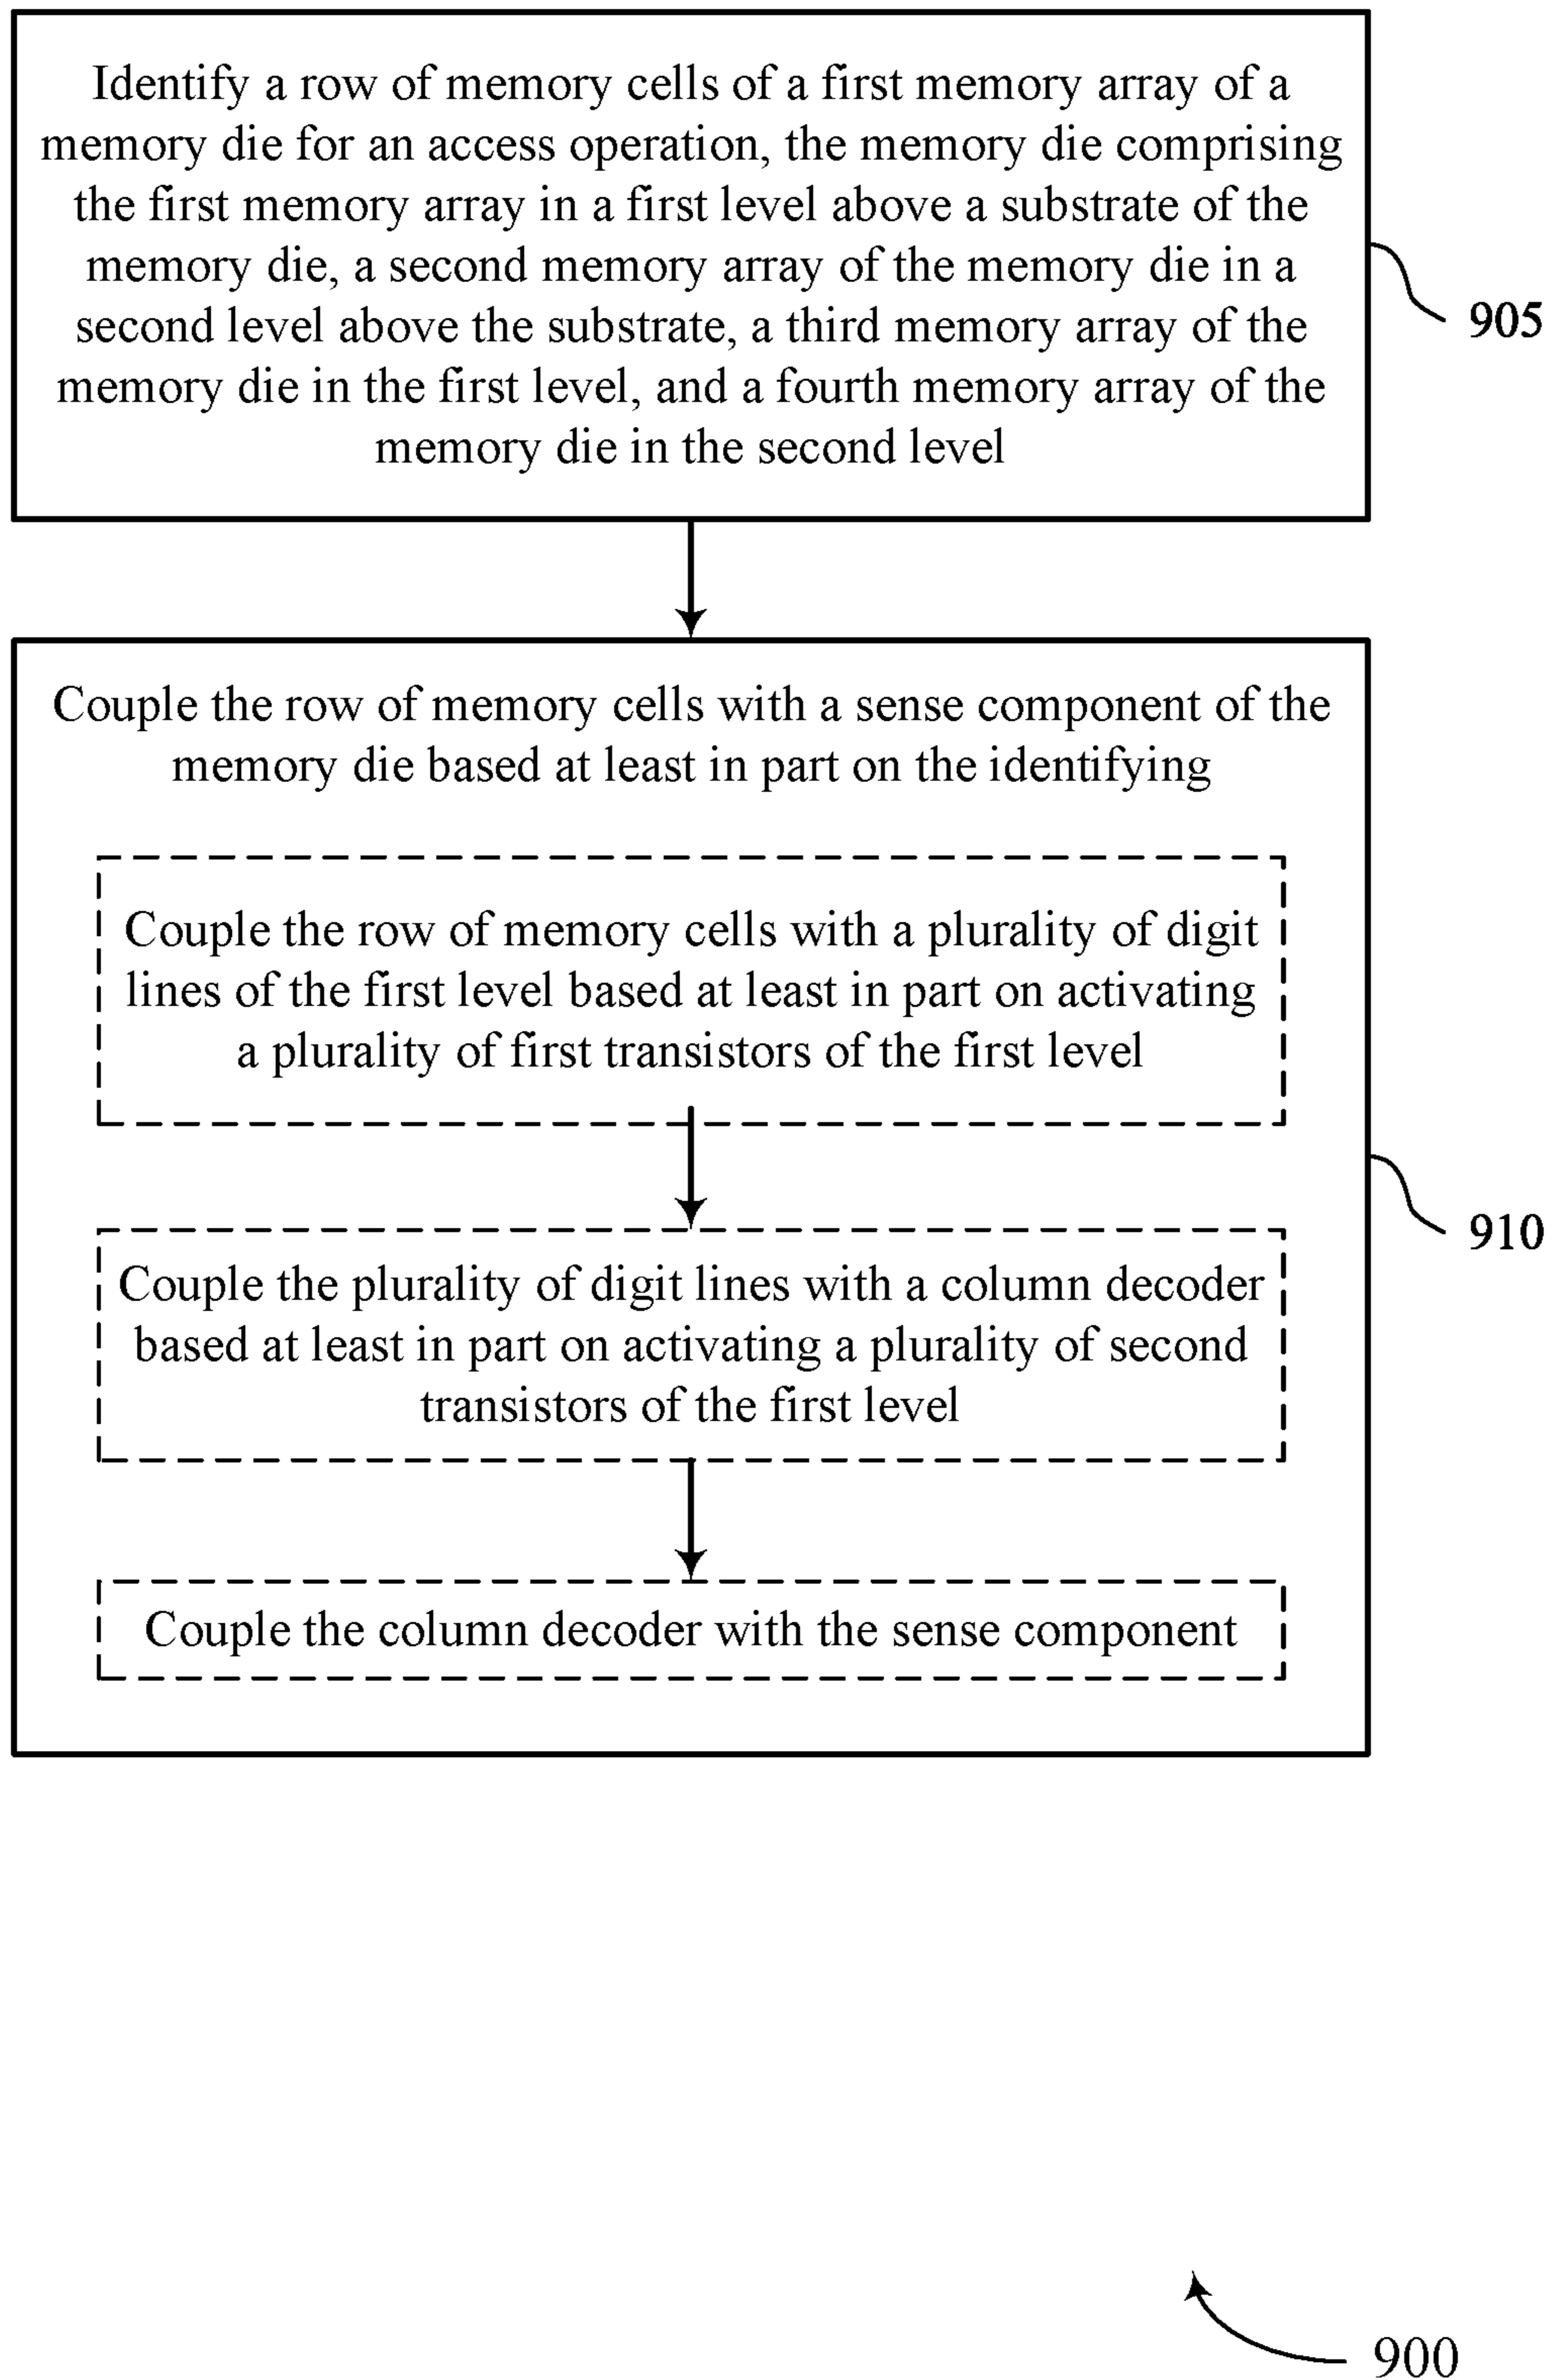 Identify a row of memory cells of a first memory array of a
memory die for an access operation, the memory die comprising
the first memory array in a first level above a substrate of the
memory die, a second memory array of the memory die in a
second level above the substrate, a third memory array of the
memory die in the first level, and a fourth memory array of the
memory die in the second level
905
Couple the row of memory cells with a sense component of the
memory die based at least in part on the identifying
Couple the row of memory cells with a plurality of digit
lines of the first level based at least in part on activating
a plurality of first transistors of the first level
910
Couple the plurality of digit lines with a column decoder
based at least in part on activating a plurality of second
transistors of the first level
Couple the column decoder with the sense component
900